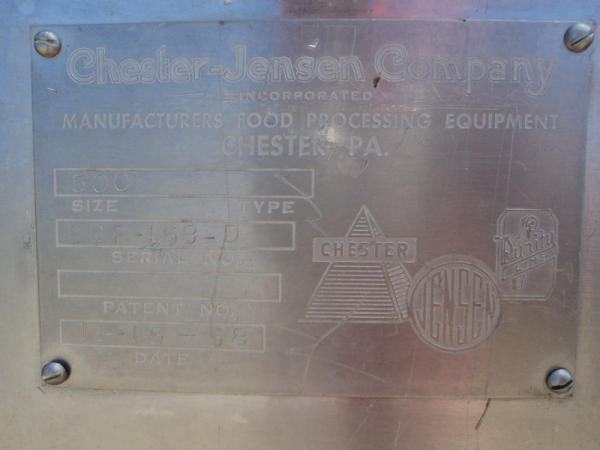 Chester-Jensen Company
INCORPORATED
MANUFACTURERS FOOD PROCESSING EQUIPMENT
CHESTER, PA.
SIZE TYPE
SERIAL NO.
PATENT NO.
DATE
CHESTER
JENSEN
Purity